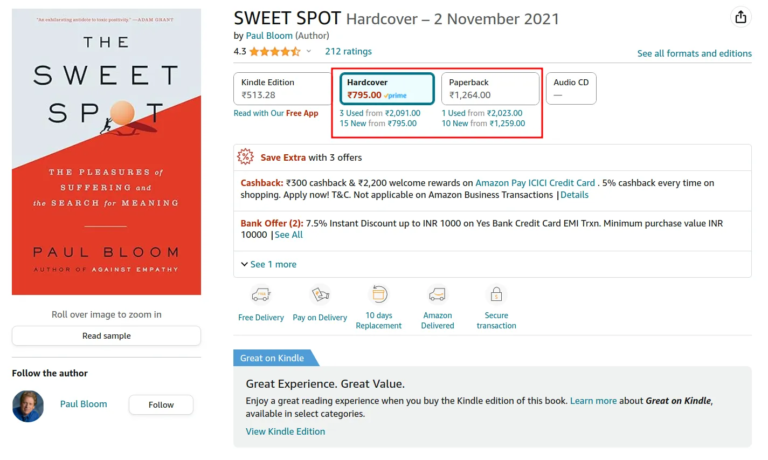 "an exhilarating antidote to toxic positivity." —ADAM GRANT
THE
SWEET
SPOT
THE PLEASURES of
SUFFERING and
the SEARCH for MEANING
PAUL BLOOM
AUTHOR OF AGAINST EMPATHY
Roll over image to zoom in
Read sample
Follow the author
Paul Bloom
Follow
SWEET SPOT Hardcover – 2 November 2021
by Paul Bloom (Author)
4.3
212 ratings
See all formats and editions
Kindle Edition
₹513.28
Read with Our Free App
Hardcover
₹795.00 prime
3 Used from ₹2,091.00
15 New from ₹795.00
Paperback
₹1,264.00
1 Used from ₹2,023.00
10 New from ₹1,259.00
Audio CD
—
Save Extra with 3 offers
Cashback: ₹300 cashback & ₹2,200 welcome rewards on Amazon Pay ICICI Credit Card . 5% cashback every time on
shopping. Apply now! T&C. Not applicable on Amazon Business Transactions |Details
Bank Offer (2): 7.5% Instant Discount up to INR 1000 on Yes Bank Credit Card EMI Trxn. Minimum purchase value INR
10000 |See All
See 1 more
Free Delivery
Pay on Delivery
10 days
Replacement
Amazon
Delivered
Secure
transaction
Great on Kindle
Great Experience. Great Value.
Enjoy a great reading experience when you buy the Kindle edition of this book. Learn more about Great on Kindle,
available in select categories.
View Kindle Edition